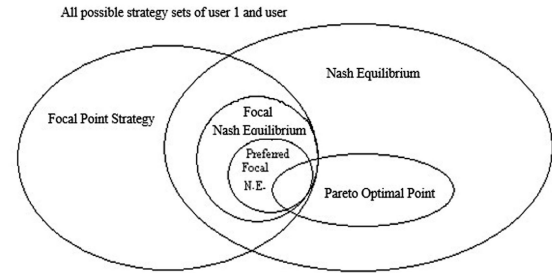 All possible strategy sets of user 1 and user
Nash Equilibrium
Focal Point Strategy
Focal
Nash Equilibrium
Preferred
Focal
N.E.
Pareto Optimal Point